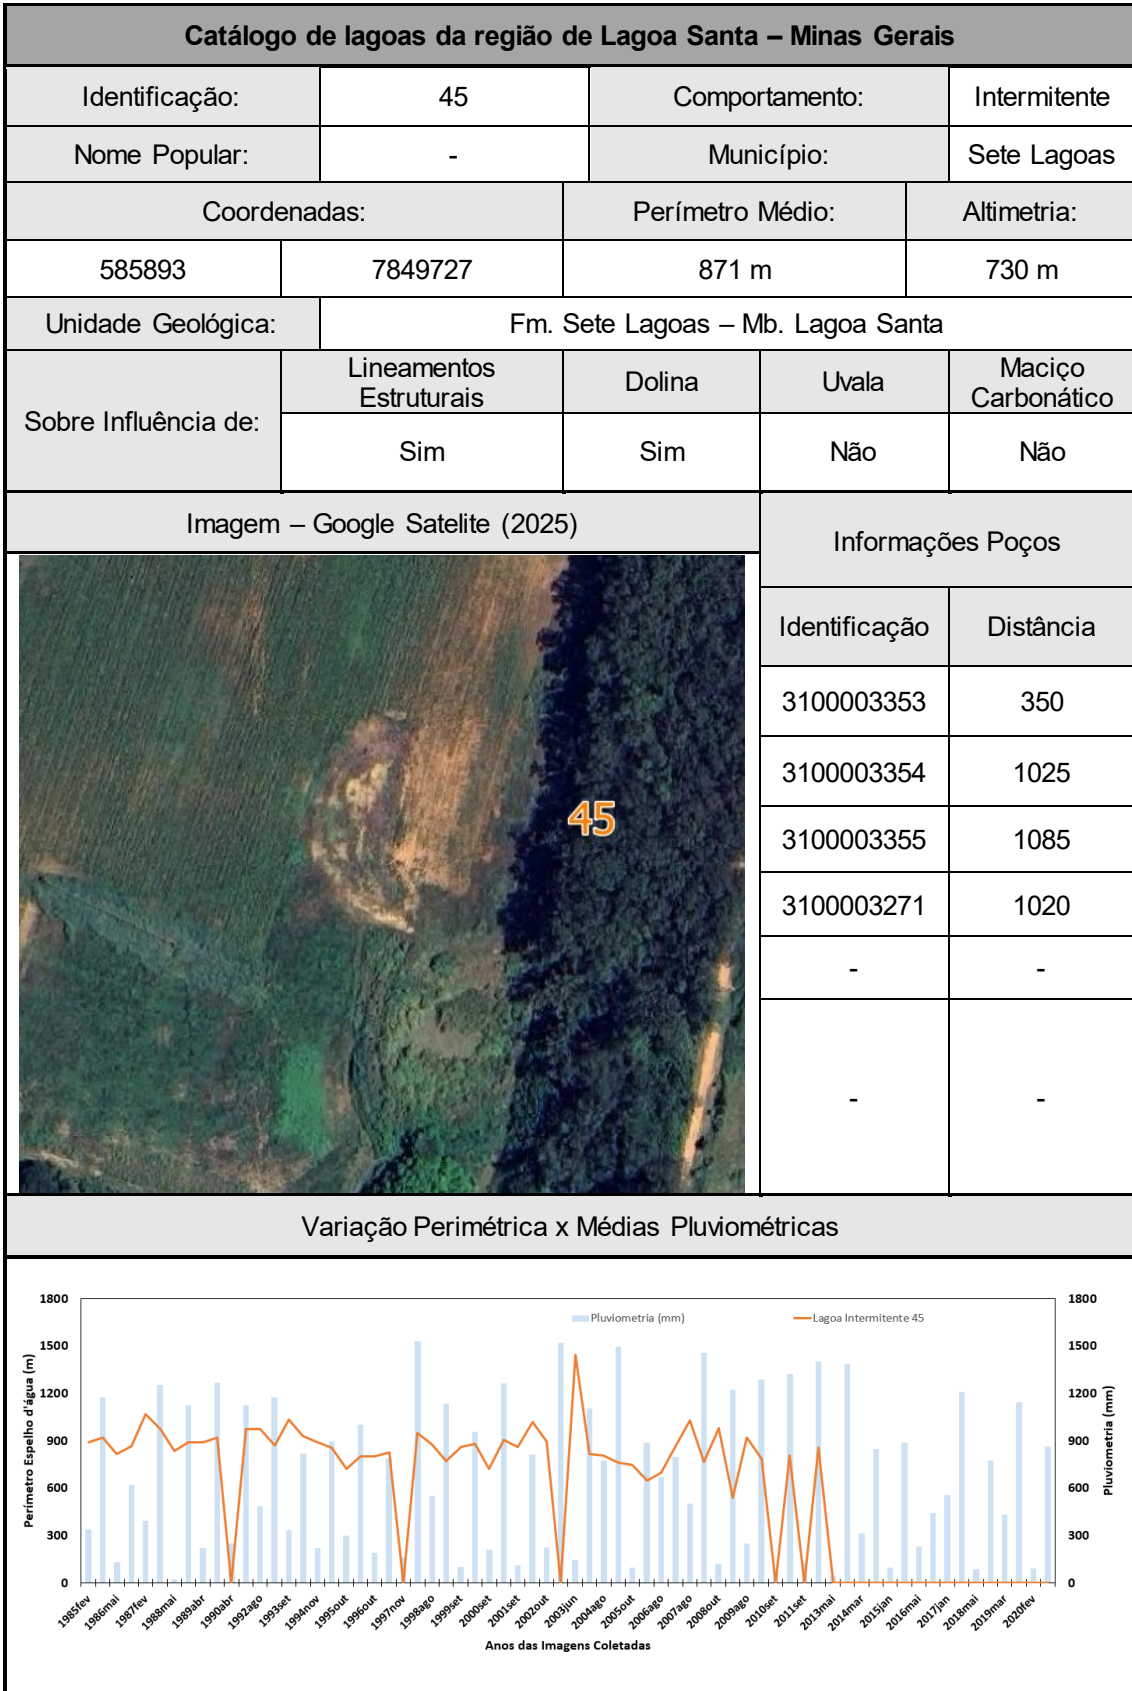 Catálogo de lagoas da região de Lagoa Santa – Minas Gerais
Identificação: 45 Comportamento: Intermitente
Nome Popular: - Município: Sete Lagoas
Coordenadas: Perímetro Médio: Altimetria:
585893 7849727 871 m 730 m
Unidade Geológica: Fm. Sete Lagoas – Mb. Lagoa Santa
Sobre Influência de:
Lineamentos
Estruturais
Dolina
Uvala
Maciço
Carbonático
Sim Sim Não Não
Imagem – Google Satelite (2025)
45
Informações Poços
Identificação Distância
3100003353 350
3100003354 1025
3100003355 1085
3100003271 1020
- -
- -
Variação Perimétrica x Médias Pluviométricas
Pluviometria (mm) Lagoa Intermitente 45
Perímetro Espelho d'água (m)
1800
1500
1200
900
600
300
0
1800
1500
1200
900
600
300
0
Pluviometria (mm)
1985fev 1986mai 1987fev 1988mai 1989abr 1990abr 1992ago 1993set 1994nov 1995out 1996out 1997nov 1998ago 1999set 2000set 2001set 2002out 2003jun 2004ago 2005out 2006ago 2007ago 2008out 2009ago 2010set 2011set 2013mai 2014mar 2015jan 2016mai 2017jan 2018mai 2019mar 2020fev
Anos das Imagens Coletadas